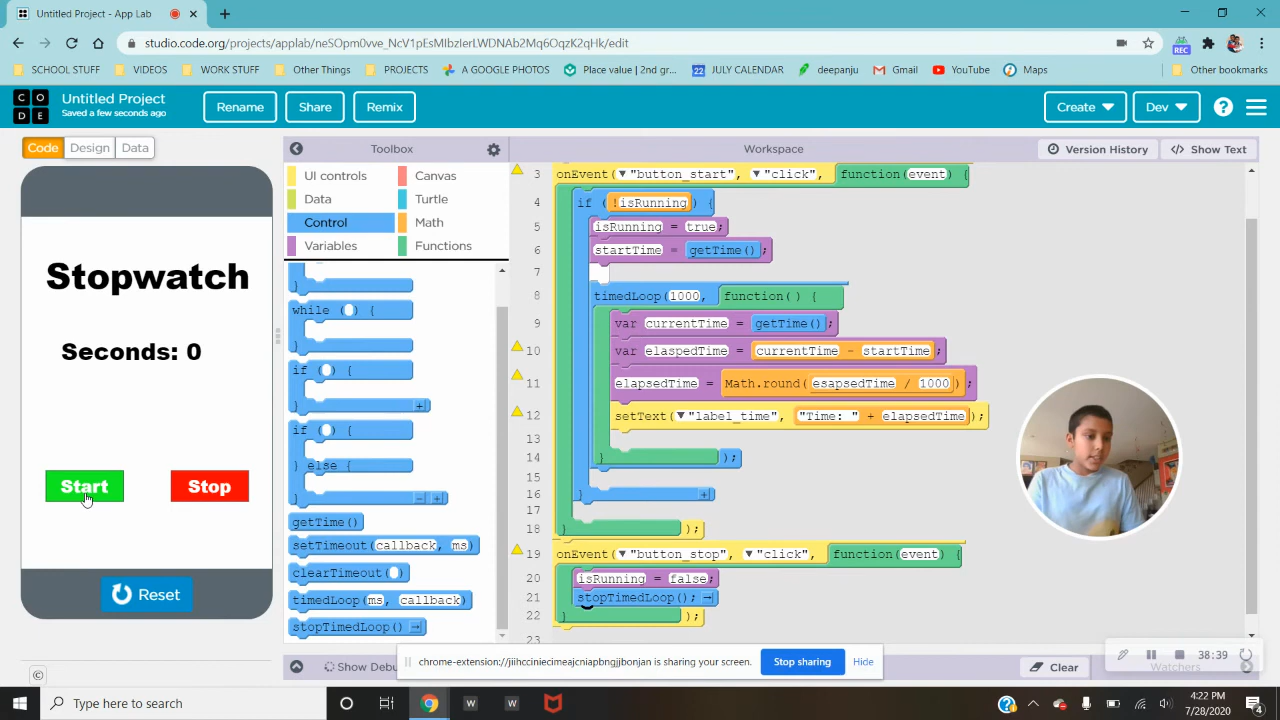 Untitled Project - App Lab
studio.code.org/projects/applab/neSOpm0vve_NcV1pEsMIbzIerLWDNAb2Mq6OqzK2qHk/edit
REC
SCHOOL STUFF VIDEOS WORK STUFF Other Things PROJECTS A GOOGLE PHOTOS Place value | 2nd gr... 22 JULY CALENDAR deepanju Gmail YouTube Maps Other bookmarks
CO
DE
Untitled Project
Saved a few seconds ago
Rename Share Remix Create Dev ?
Code Design Data
Toolbox
Workspace
Version History </> Show Text
Stopwatch
Seconds: 0
Start Stop
Reset
UI controls Canvas
Data Turtle
Control Math
Variables Functions
}
while () {
}
if () {
} +
if () {
} else {
} - +
getTime()
setTimeout(callback, ms)
clearTimeout()
timedLoop(ms, callback)
stopTimedLoop()
3 onEvent("button_start", "click", function(event) {
4 if (!isRunning) {
5 isRunning = true;
6 startTime = getTime();
7
8 timedLoop(1000, function( ) {
9 var currentTime = getTime();
10 var elaspedTime = currentTime - startTime;
11 elapsedTime = Math.round(esapsedTime / 1000);
12 setText("label_time", "Time: " + elapsedTime);
13
14 });
15
16 } +
17
18 });
19 onEvent("button_stop", "click", function(event) {
20 isRunning = false;
21 stopTimedLoop();
22 });
23
Show Debu
chrome-extension://jiihcciniecimeajcniapbngjjbonjan is sharing your screen. Stop sharing Hide
Clear
Watchers
38:39
©
Type here to search
W W
4:22 PM
7/28/2020
4